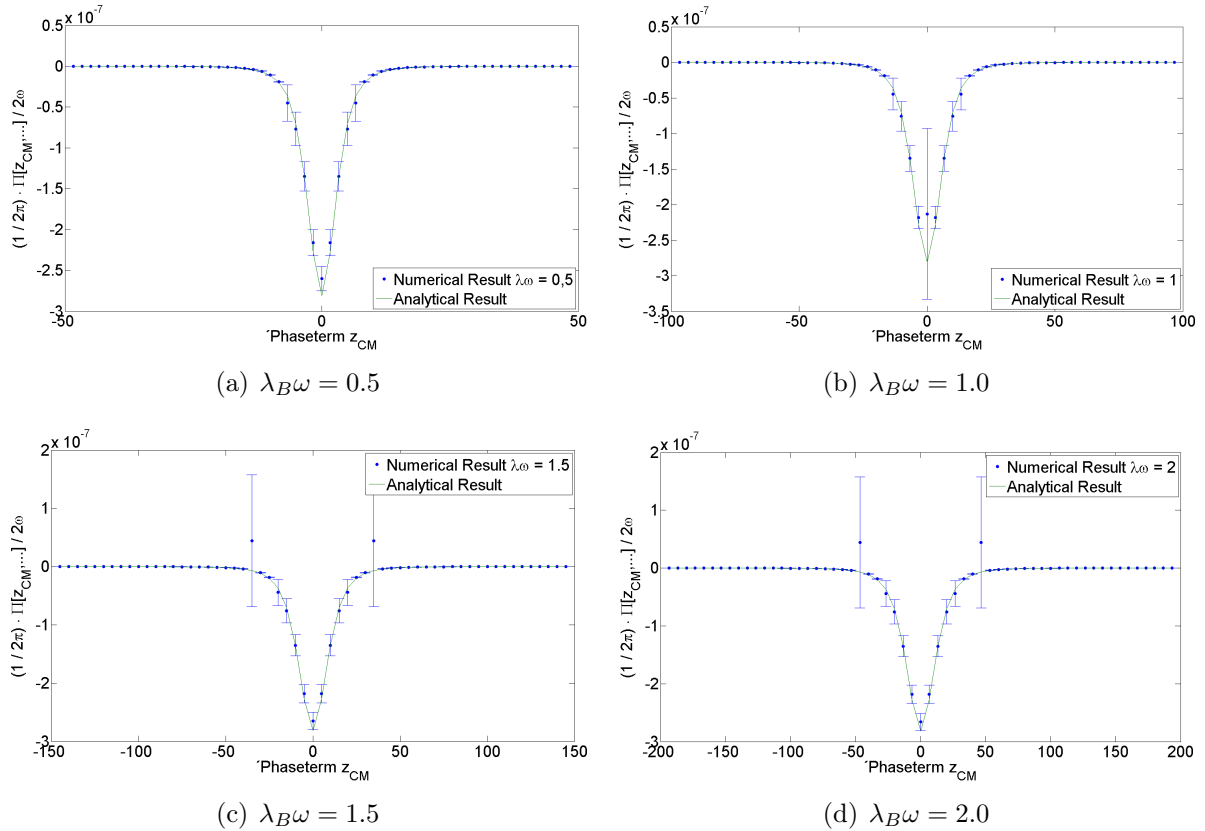 x 10⁻⁷
0.5
0
-0.5
-1
-1.5
-2
-2.5
-3
-50
0
50
(1 / 2π) · Π[z_CM,...] / 2ω
Numerical Result λω = 0,5
Analytical Result
´Phaseterm z_CM
(a) λ_Bω = 0.5
x 10⁻⁷
0.5
0
-0.5
-1
-1.5
-2
-2.5
-3
-3.5
-100
-50
0
50
100
(1 / 2π) · Π[z_CM,...] / 2ω
Numerical Result λω = 1
Analytical Result
´Phaseterm z_CM
(b) λ_Bω = 1.0
x 10⁻⁷
2
1
0
-1
-2
-3
-150
-100
-50
0
50
100
150
(1 / 2π) · Π[z_CM,...] / 2ω
Numerical Result λω = 1.5
Analytical Result
´Phaseterm z_CM
(c) λ_Bω = 1.5
x 10⁻⁷
2
1
0
-1
-2
-3
-200
-150
-100
-50
0
50
100
150
200
(1 / 2π) · Π[z_CM,...] / 2ω
Numerical Result λω = 2
Analytical Result
´Phaseterm z_CM
(d) λ_Bω = 2.0